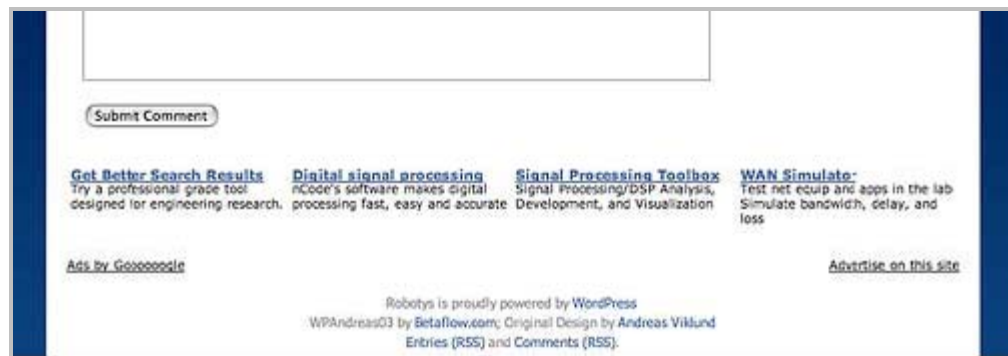 Submit Comment
Get Better Search Results
Try a professional grade tool
designed for engineering research.
Digital signal processing
nCode's software makes digital
processing fast, easy and accurate
Signal Processing Toolbox
Signal Processing/DSP Analysis,
Development, and Visualization
WAN Simulator
Test net equip and apps in the lab
Simulate bandwidth, delay, and
loss
Ads by Goooooogle
Advertise on this site
Robotys is proudly powered by WordPress
WPAndreas03 by Betaflow.com; Original Design by Andreas Viklund
Entries (RSS) and Comments (RSS).